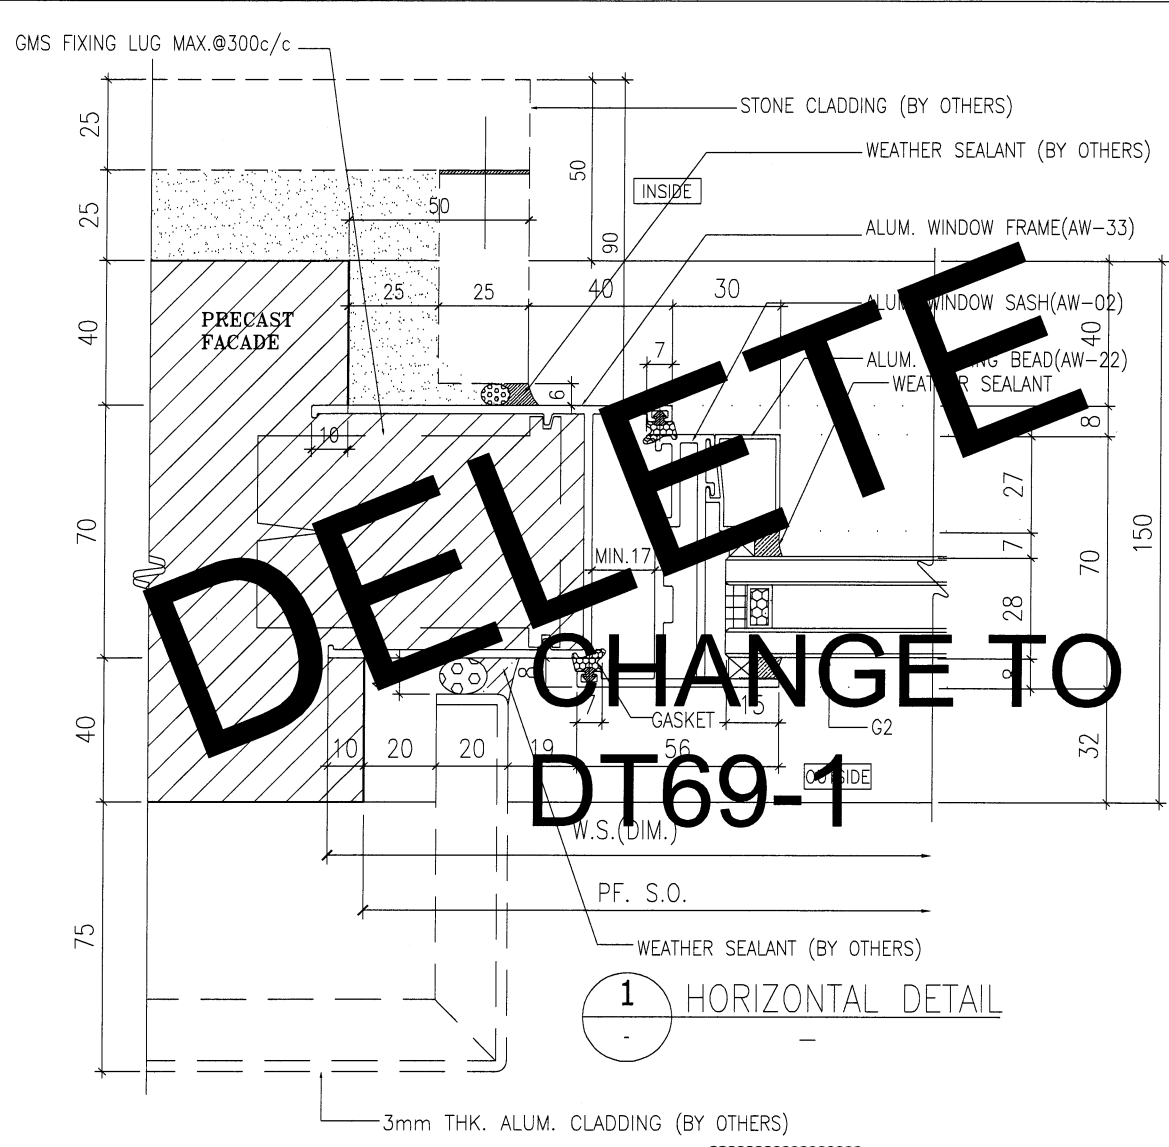 GMS FIXING LUG MAX.@300c/c
STONE CLADDING (BY OTHERS)
WEATHER SEALANT (BY OTHERS)
INSIDE
ALUM. WINDOW FRAME(AW-33)
25
25
50
50
90
25
25
40
30
ALUM. WINDOW SASH(AW-02)
40
PRECAST
FACADE
40
7
ALUM. BEAD(AW-22)
WEATHER SEALANT
6
10
8
DELETE
27
70
MIN.17
7
70
150
28
CHANGE TO
8
8
7
15
GASKET
G2
40
10
20
20
19
56
32
OUTSIDE
DT69-1
W.S.(DIM.)
PF. S.O.
75
WEATHER SEALANT (BY OTHERS)
1
HORIZONTAL DETAIL
-
-
3mm THK. ALUM. CLADDING (BY OTHERS)